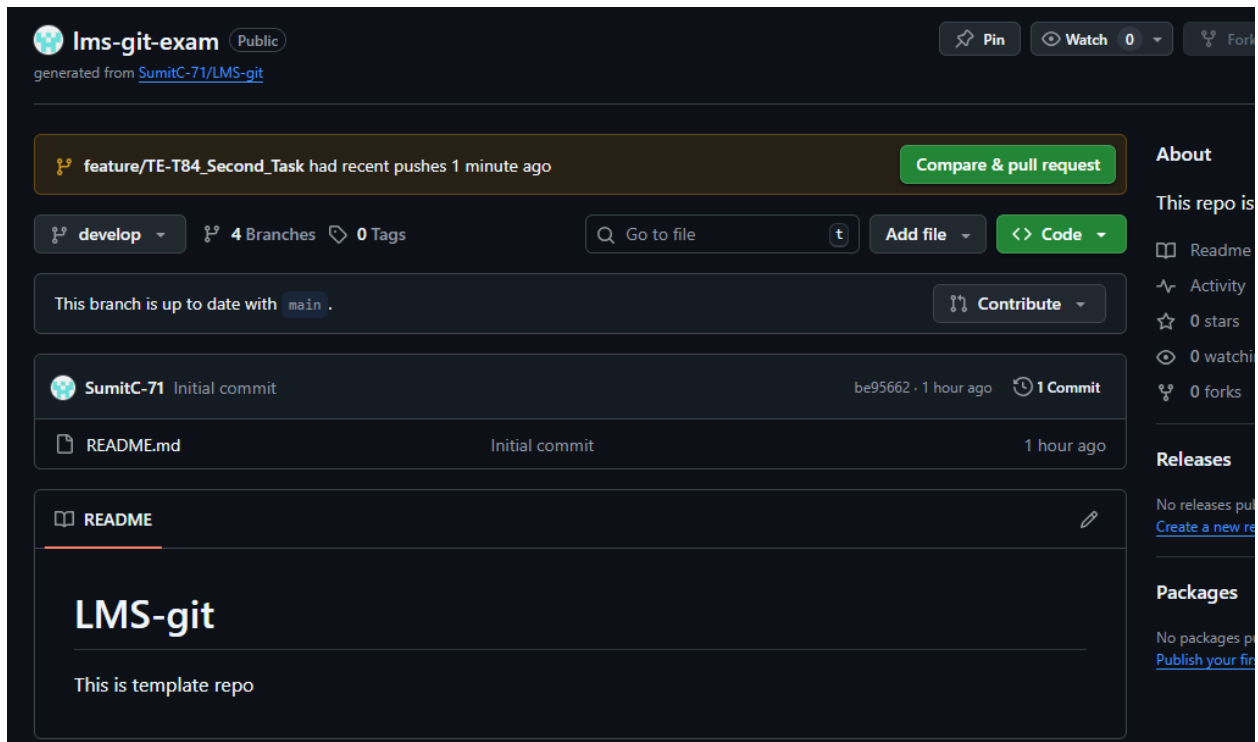 lms-git-exam Public
Pin
Watch 0
Fork
generated from SumitC-71/LMS-git
feature/TE-T84_Second_Task had recent pushes 1 minute ago
Compare & pull request
develop
4 Branches
0 Tags
Go to file
t
Add file
<> Code
This branch is up to date with main .
Contribute
SumitC-71 Initial commit
be95662 · 1 hour ago
1 Commit
README.md
Initial commit
1 hour ago
README
LMS-git
This is template repo
About
This repo is
Readme
Activity
0 stars
0 watchin
0 forks
Releases
No releases pub
Create a new re
Packages
No packages pu
Publish your firs